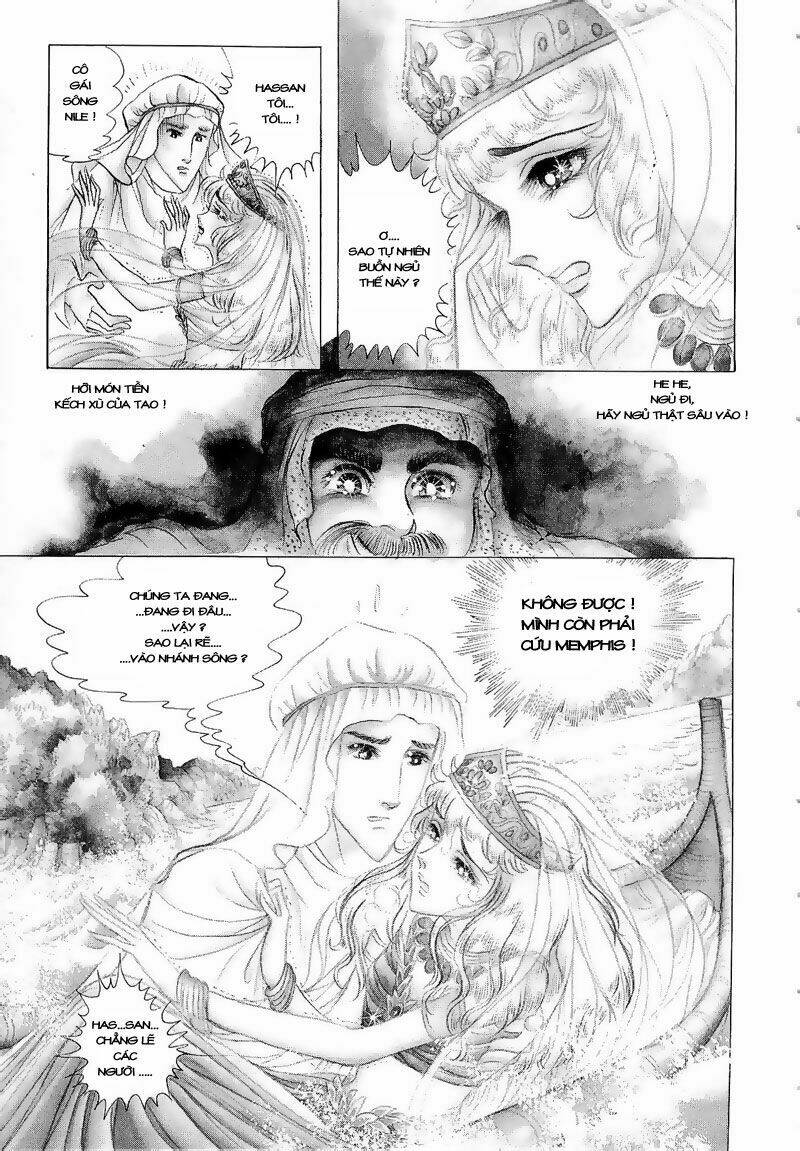 CÔ
GÁI
SÔNG
NILE !
HASSAN
TÔI...
TÔI.... !
Ơ....
SAO TỰ NHIÊN
BUỒN NGỦ
THẾ NÀY ?
HỠI MÓN TIỀN
KẾCH XÙ CỦA TAO !
HE HE,
NGỦ ĐI,
HÃY NGỦ THẬT SÂU VÀO !
CHÚNG TA ĐANG...
...ĐANG ĐI ĐÂU...
....VẬY ?
SAO LẠI RẼ....
....VÀO NHÁNH SÔNG ?
KHÔNG ĐƯỢC !
MÌNH CÒN PHẢI
CỨU MEMPHIS !
HAS...SAN...
CHẲNG LẼ
CÁC
NGƯỜI .....